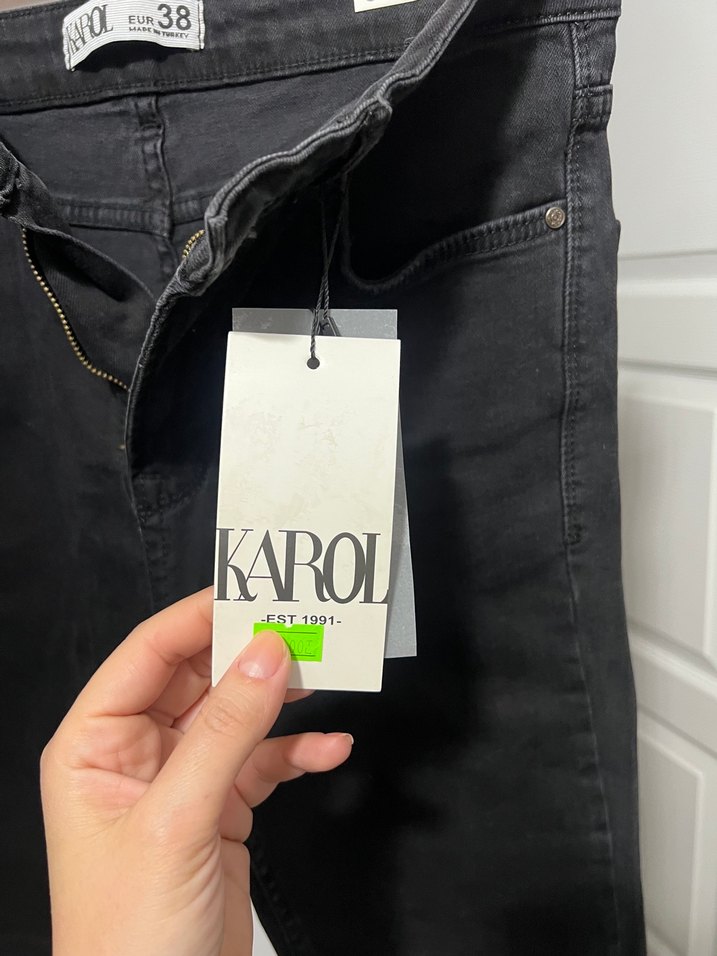 KAROL
EUR 38
MADE IN TURKEY
KAROL
-EST 1991-